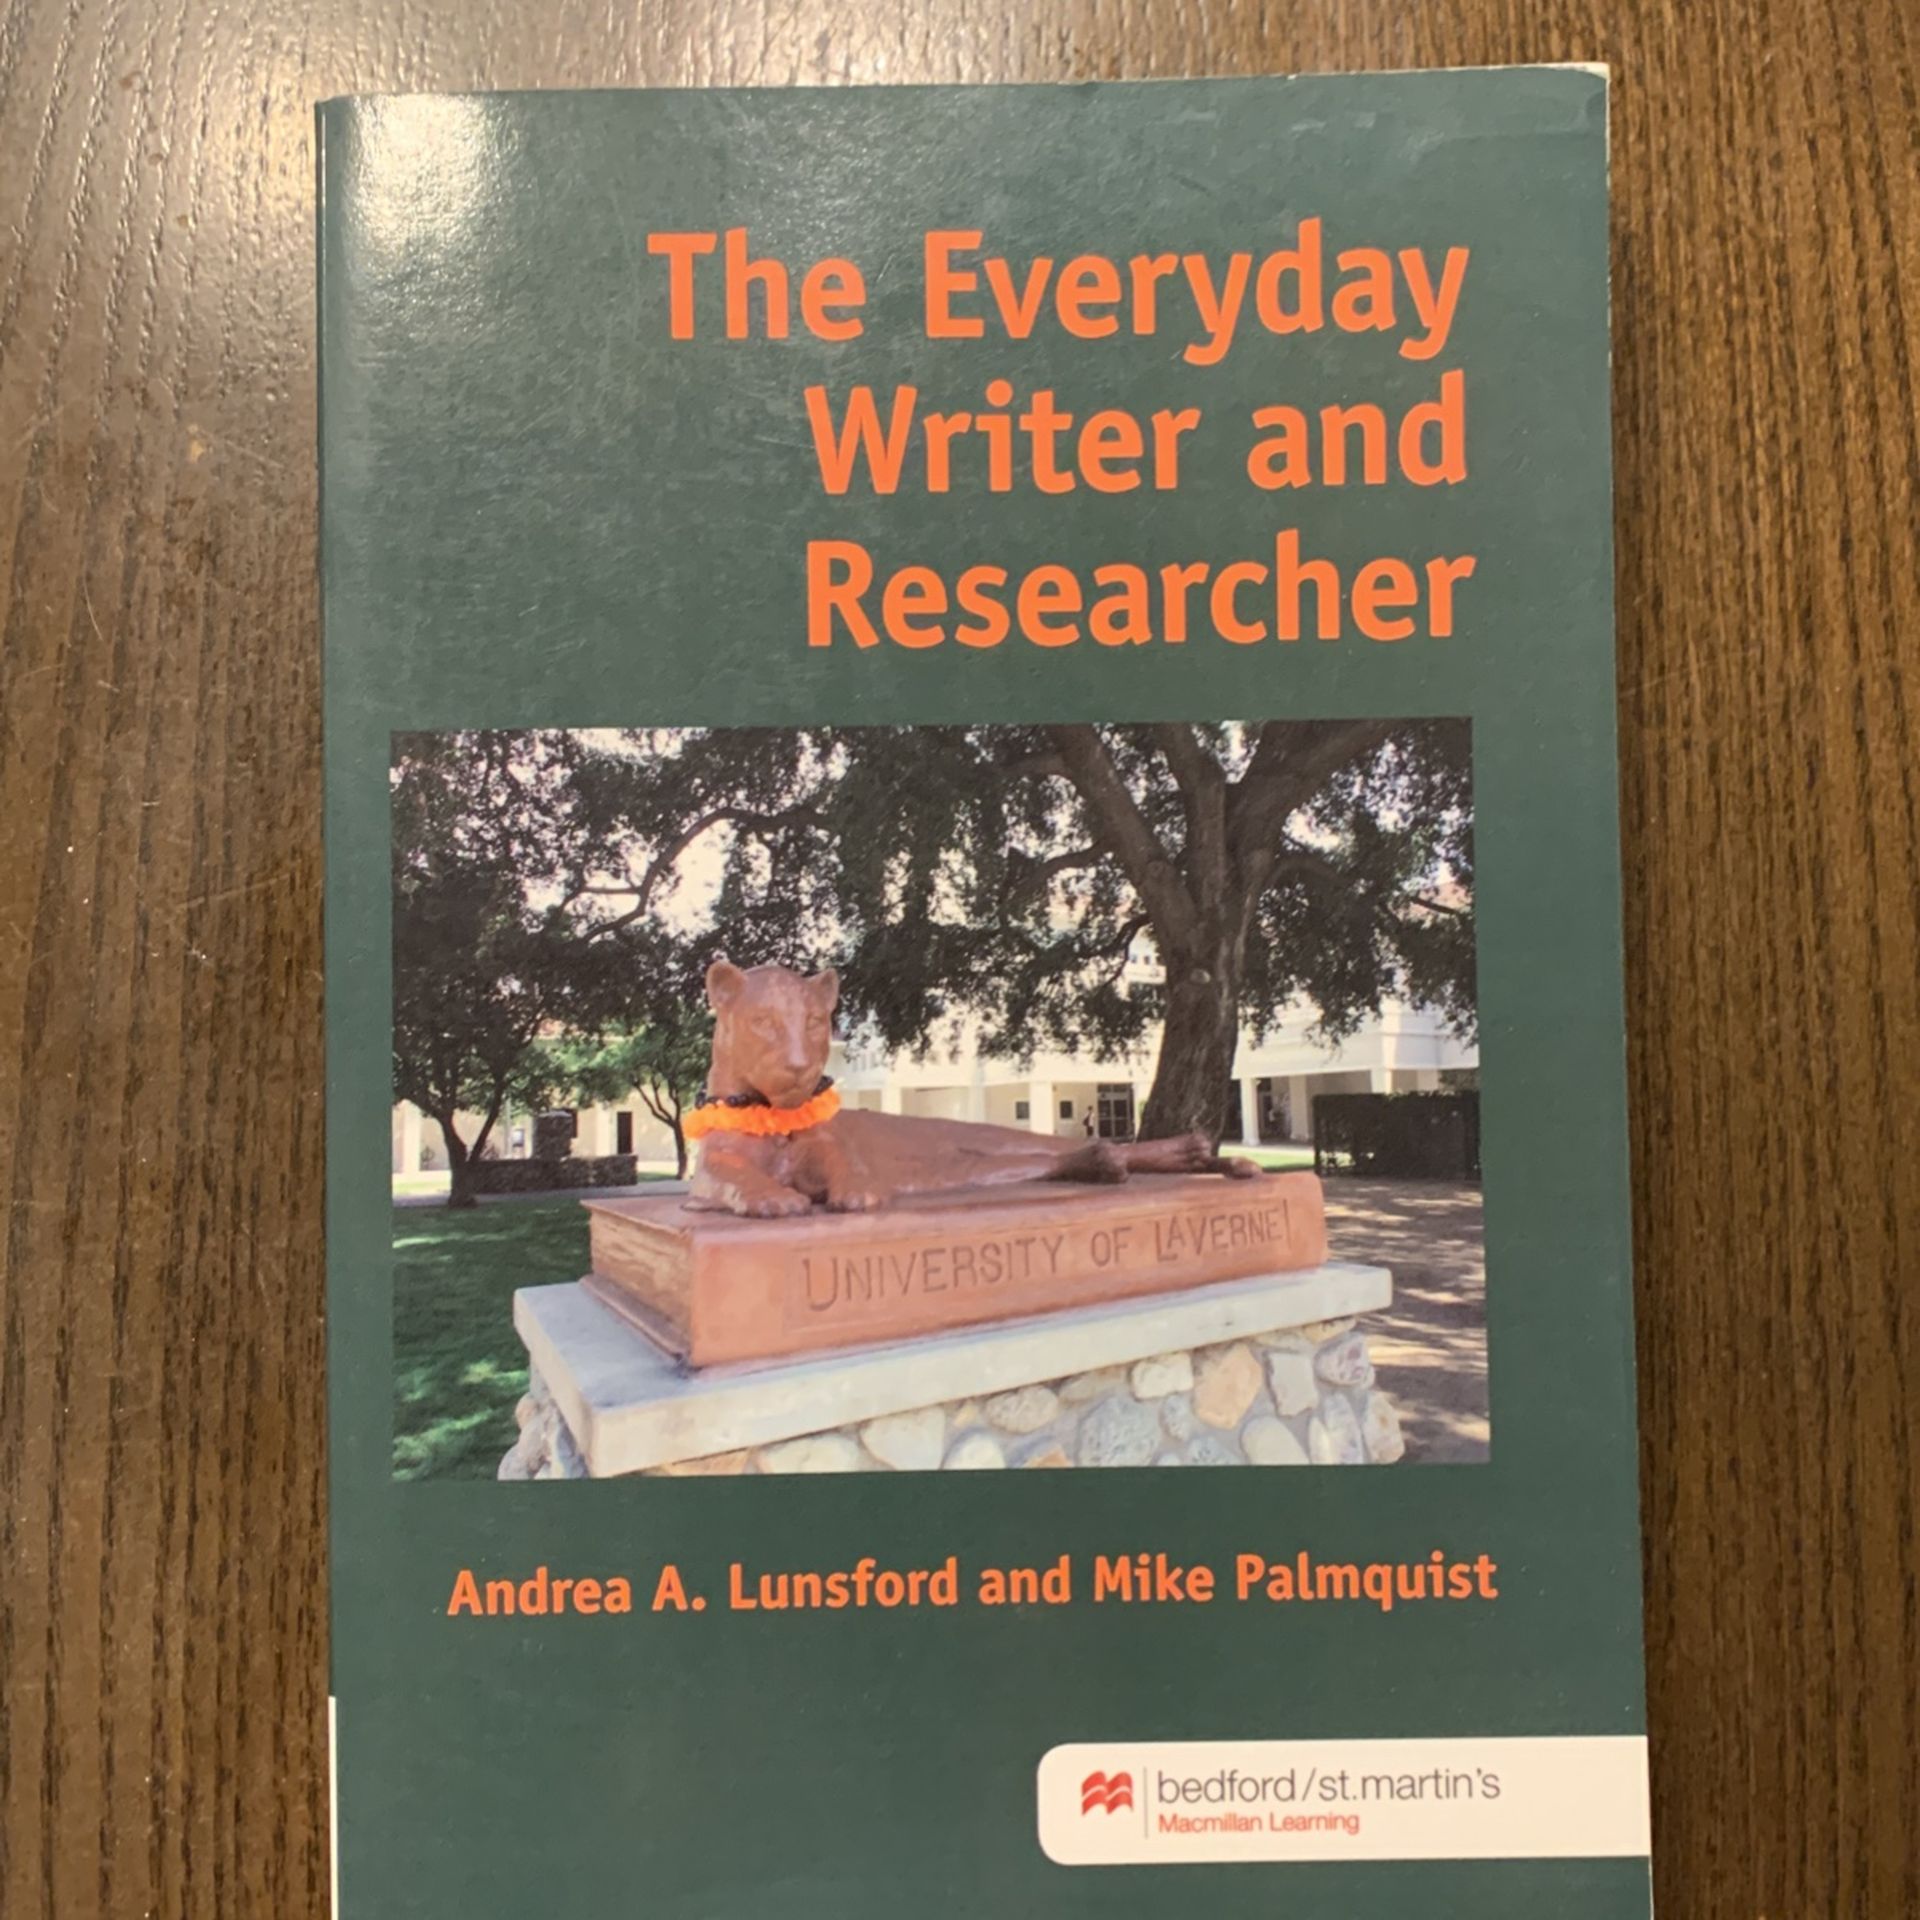 The Everyday
Writer and
Researcher
UNIVERSITY OF LAVERNE
Andrea A. Lunsford and Mike Palmquist
bedford/st.martin's
Macmillan Learning